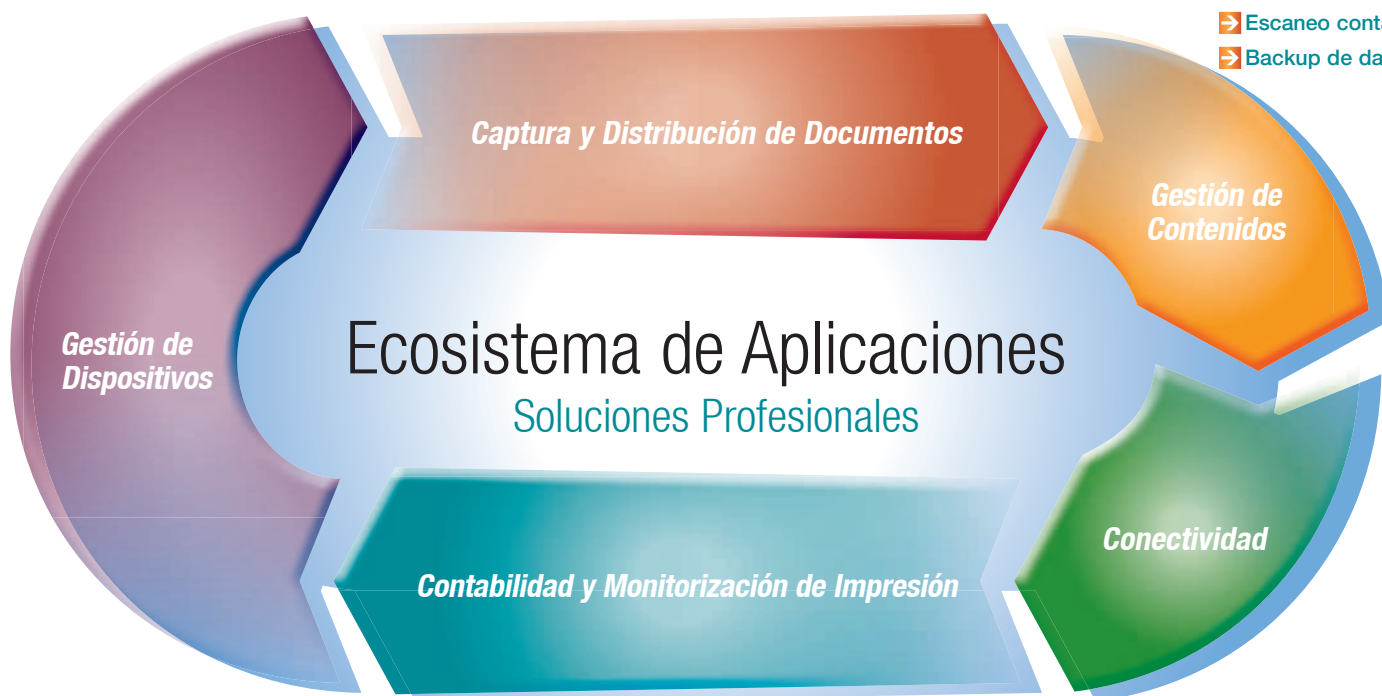 Escaneo
Backup de
Captura y Distribución de Documentos
Gestión de
Contenidos
Gestión de
Dispositivos
Ecosistema de Aplicaciones
Soluciones Profesionales
Conectividad
Contabilidad y Monitorización de Impresión